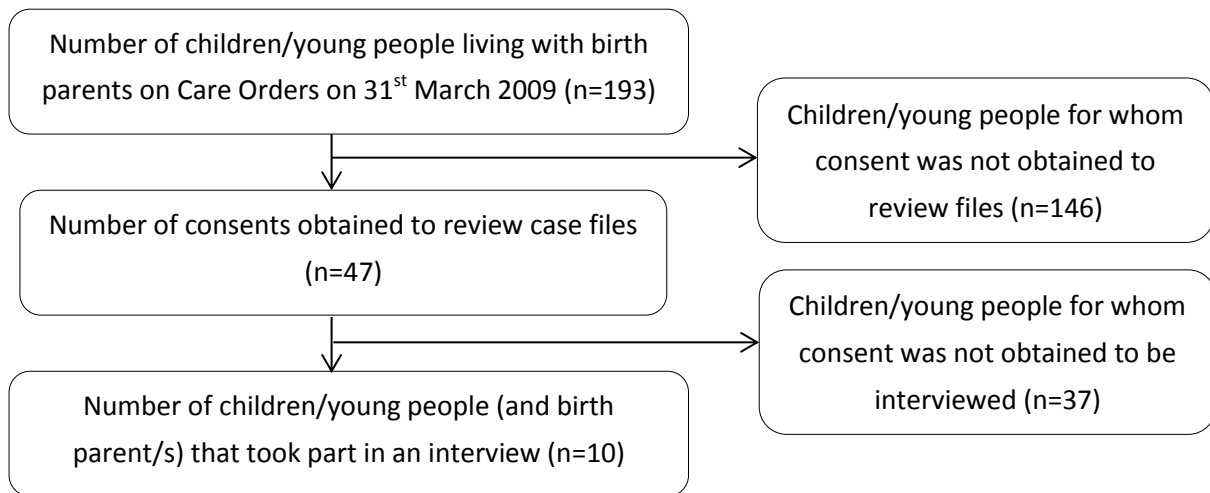 Number of children/young people living with birth
parents on Care Orders on 31st March 2009 (n=193)
Children/young people for whom
consent was not obtained to
review files (n=146)
Number of consents obtained to review case files
(n=47)
Children/young people for whom
consent was not obtained to be
interviewed (n=37)
Number of children/young people (and birth
parent/s) that took part in an interview (n=10)